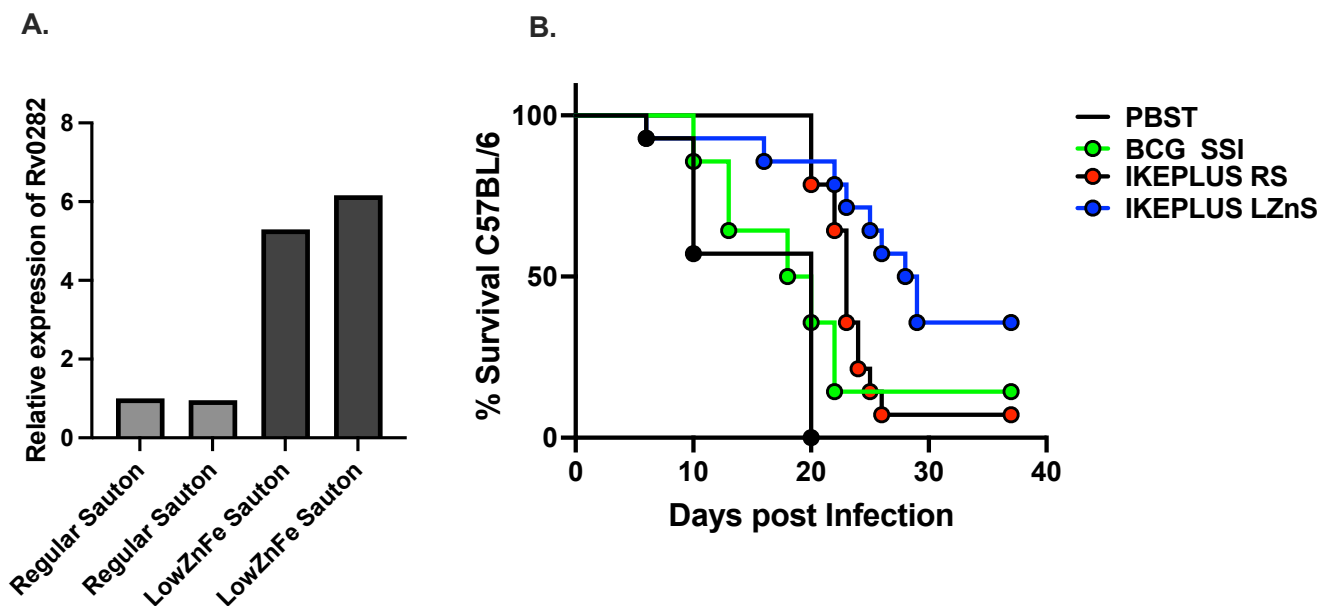 A.
Relative expression of Rv0282
8
6
4
2
0
Regular Sauton
Regular Sauton
LowZnFe Sauton
LowZnFe Sauton
B.
% Survival C57BL/6
100
50
0
0 10 20 30 40
Days post Infection
PBST
BCG SSI
IKEPLUS RS
IKEPLUS LZnS